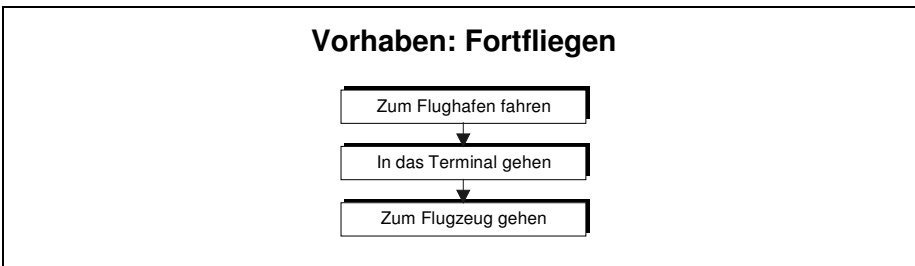 Vorhaben: Fortfliegen
Zum Flughafen fahren
In das Terminal gehen
Zum Flugzeug gehen